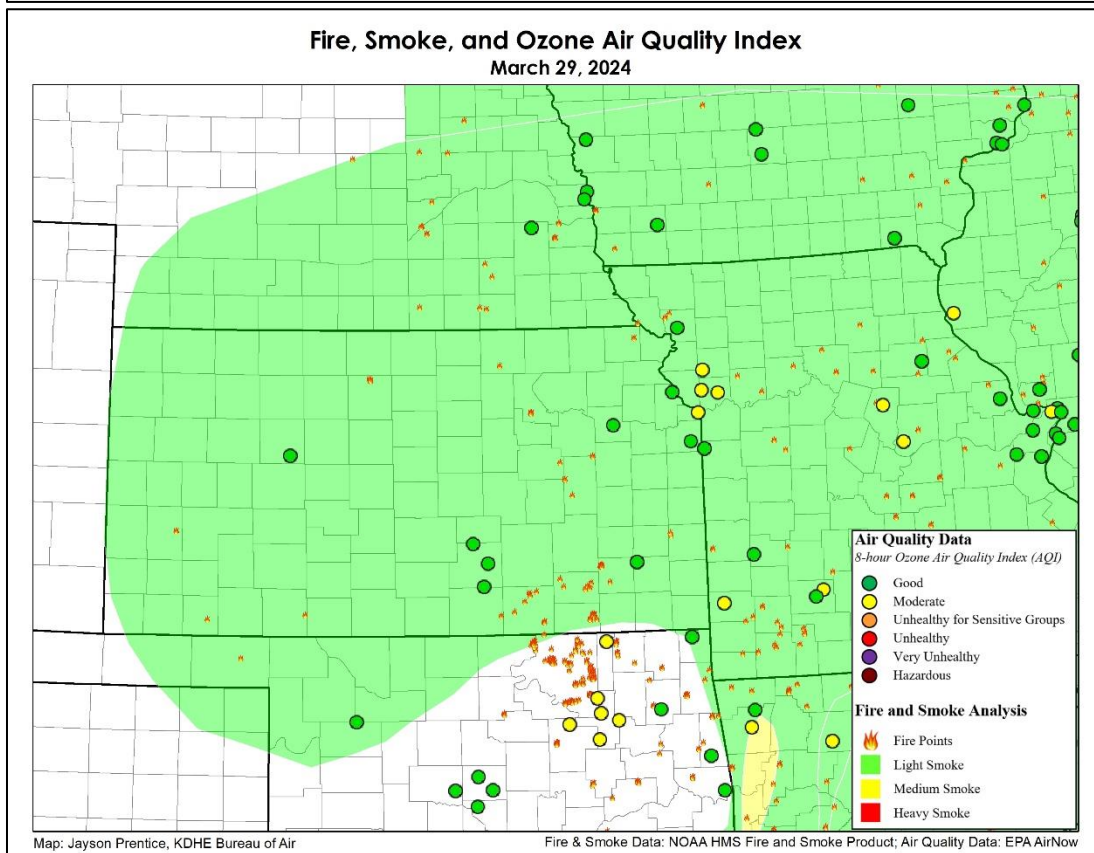 Fire, Smoke, and Ozone Air Quality Index
March 29, 2024
Air Quality Data
8-hour Ozone Air Quality Index (AQI)
Good
Moderate
Unhealthy for Sensitive Groups
Unhealthy
Very Unhealthy
Hazardous
Fire and Smoke Analysis
Fire Points
Light Smoke
Medium Smoke
Heavy Smoke
Map: Jayson Prentice, KDHE Bureau of Air
Fire & Smoke Data: NOAA HMS Fire and Smoke Product; Air Quality Data: EPA AirNow